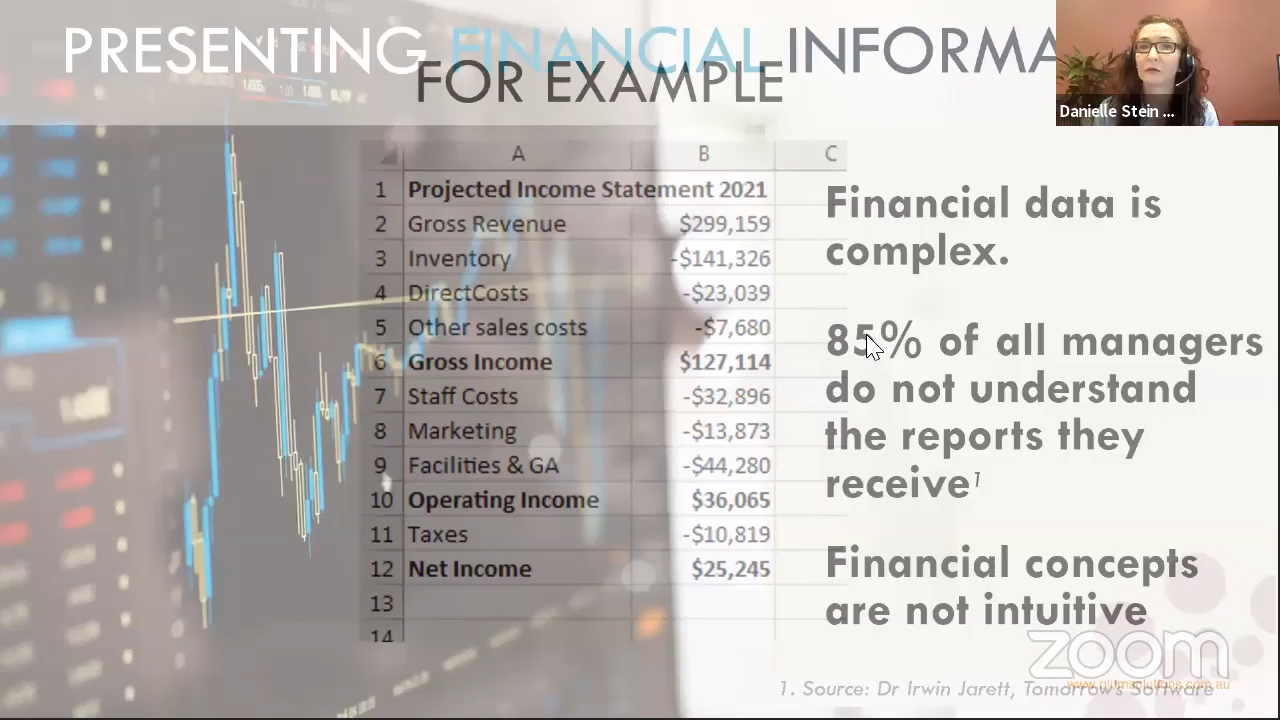 PRESENTING FINANCIAL INFORMA
FOR EXAMPLE
Danielle Stein ...
A B C
1 Projected Income Statement 2021
2 Gross Revenue $299,159
3 Inventory -$141,326
4 DirectCosts -$23,039
5 Other sales costs -$7,680
6 Gross Income $127,114
7 Staff Costs -$32,896
8 Marketing -$13,873
9 Facilities & GA -$44,280
10 Operating Income $36,065
11 Taxes -$10,819
12 Net Income $25,245
13
14
Financial data is
complex.
85% of all managers
do not understand
the reports they
receive1
Financial concepts
are not intuitive
zoom
www.plumsolutions.com.au
1. Source: Dr Irwin Jarett, Tomorrow's Software